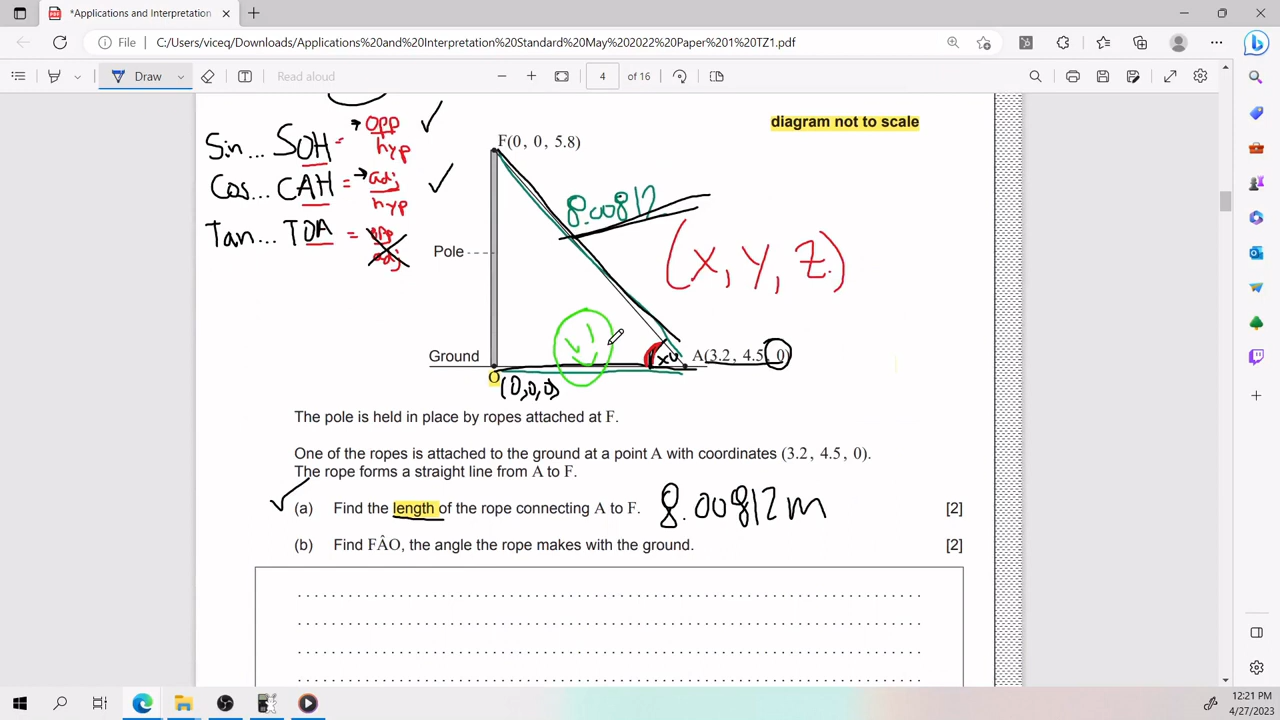 *Applications and Interpretation
File
C:/Users/viceq/Downloads/Applications%20and%20Interpretation%20Standard%20May%202022%20Paper%201%20TZ1.pdf
Draw
Read aloud
4 of 16
diagram not to scale
Sin... SOH = opp
hyp
Cos... CAH = adj
hyp
Tan... TOA = opp
adj
F(0, 0, 5.8)
8.00812
Pole
(x, y, z)
Ground
A(3.2, 4.5, 0)
O
(0,0,0)
The pole is held in place by ropes attached at F.
One of the ropes is attached to the ground at a point A with coordinates (3.2, 4.5, 0).
The rope forms a straight line from A to F.
(a) Find the length of the rope connecting A to F. 8.00812m [2]
(b) Find FÂO, the angle the rope makes with the ground. [2]
12:21 PM
4/27/2023